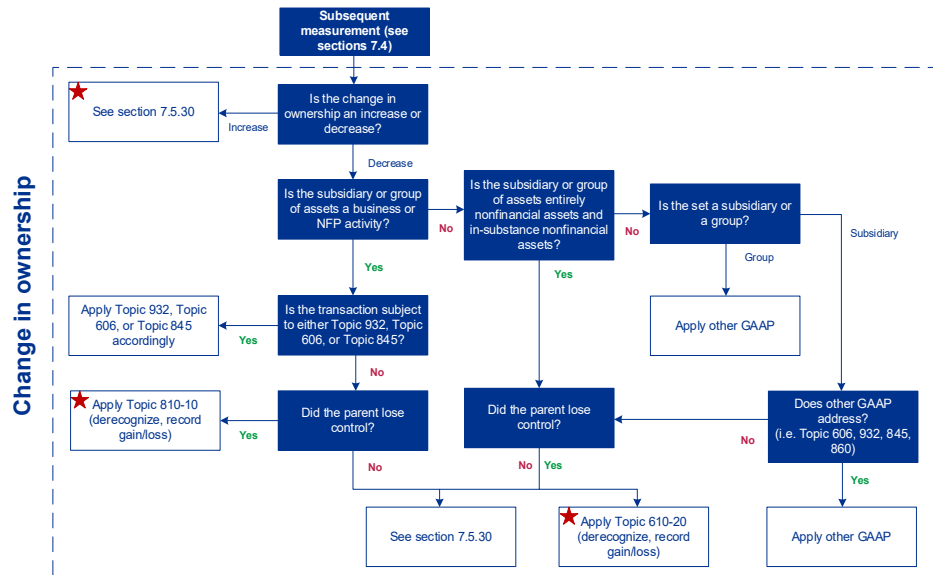 Subsequent
measurement (see
sections 7.4)
Change in ownership
Is the change in
ownership an increase or
decrease?
Increase
See section 7.5.30
Decrease
Is the subsidiary or group
of assets a business or
NFP activity?
No
Is the subsidiary or group
of assets entirely
nonfinancial assets and
in-substance nonfinancial
assets?
No
Is the set a subsidiary or
a group?
Subsidiary
Group
Yes
Yes
Apply Topic 932, Topic
606, or Topic 845
accordingly
Yes
Is the transaction subject
to either Topic 932, Topic
606, or Topic 845?
Apply other GAAP
No
Apply Topic 810-10
(derecognize, record
gain/loss)
Yes
Did the parent lose
control?
Did the parent lose
control?
No
Does other GAAP
address?
(i.e. Topic 606, 932, 845,
860)
No
No
Yes
Yes
See section 7.5.30
Apply Topic 610-20
(derecognize, record
gain/loss)
Apply other GAAP